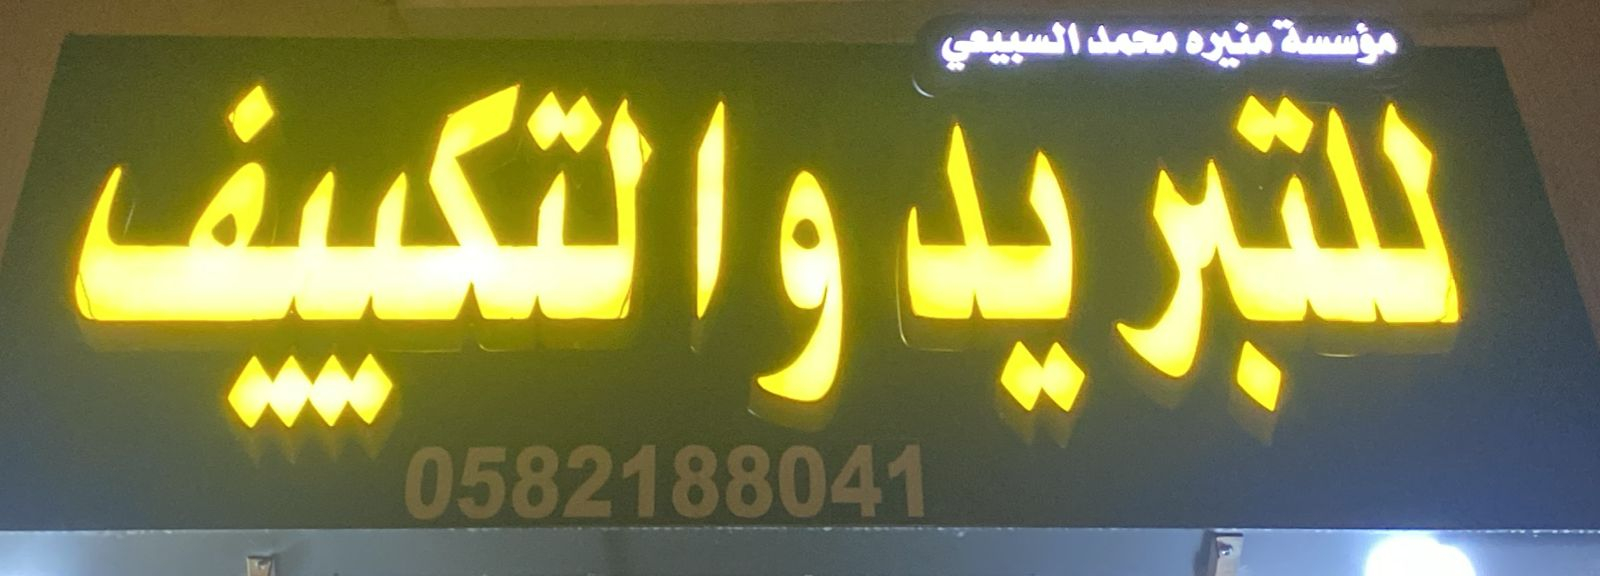 مؤسسة منيره محمد السبيعي
للتبريد والتكييف
0582188041